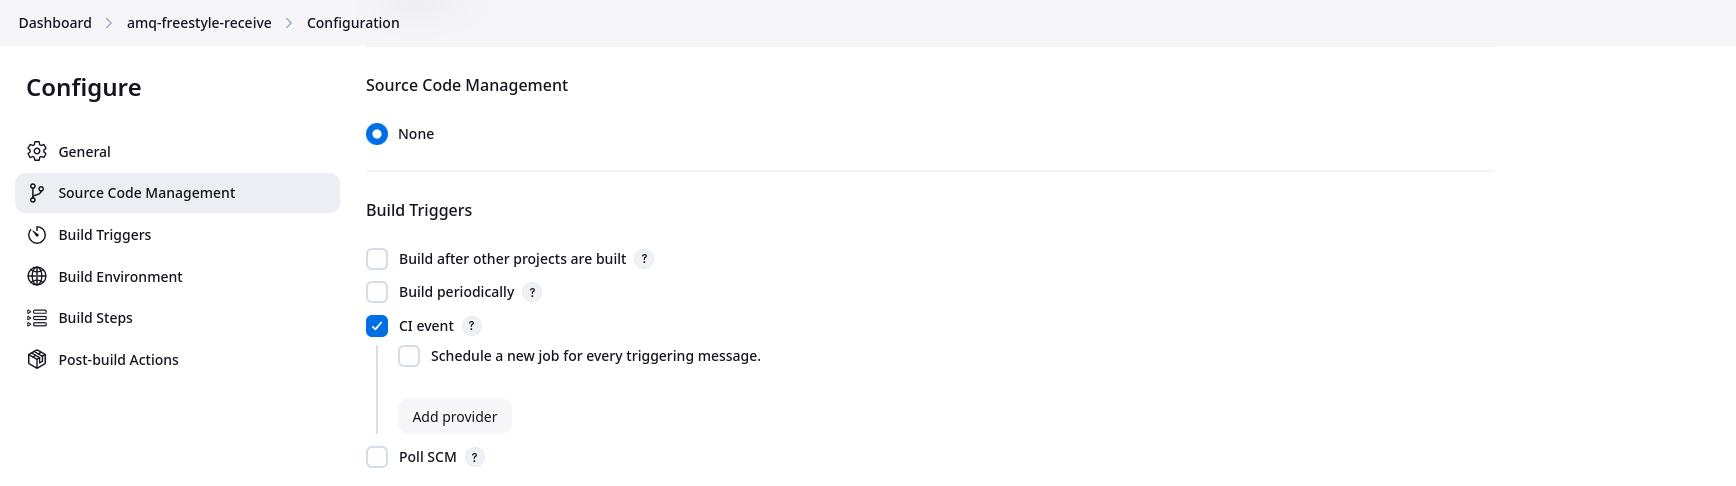 Dashboard > amq-freestyle-receive > Configuration
Configure
General
Source Code Management
Build Triggers
Build Environment
Build Steps
Post-build Actions
Source Code Management
None
Build Triggers
Build after other projects are built ?
Build periodically ?
CI event ?
Schedule a new job for every triggering message.
Add provider
Poll SCM ?